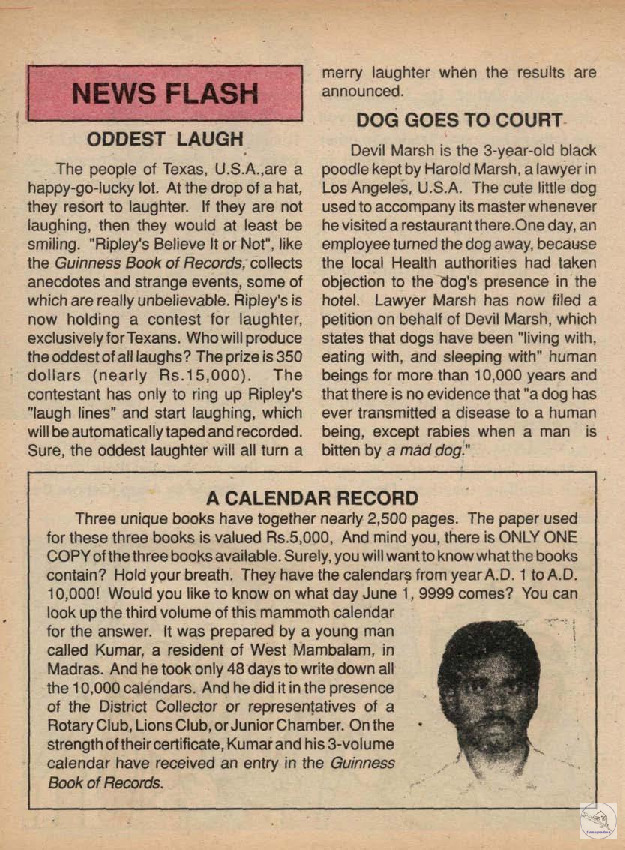 NEWS FLASH
ODDEST LAUGH
The people of Texas, U.S.A.,are a
happy-go-lucky lot. At the drop of a hat,
they resort to laughter. If they are not
laughing, then they would at least be
smiling. "Ripley's Believe It or Not", like
the Guinness Book of Records, collects
anecdotes and strange events, some of
which are really unbelievable. Ripley's is
now holding a contest for laughter,
exclusively for Texans. Who will produce
the oddest of all laughs? The prize is 350
dollars (nearly Rs.15,000). The
contestant has only to ring up Ripley's
"laugh lines" and start laughing, which
will be automatically taped and recorded.
Sure, the oddest laughter will all turn a
merry laughter when the results are
announced.
DOG GOES TO COURT
Devil Marsh is the 3-year-old black
poodle kept by Harold Marsh, a lawyer in
Los Angeles, U.S.A. The cute little dog
used to accompany its master whenever
he visited a restaurant there.One day, an
employee turned the dog away, because
the local Health authorities had taken
objection to the dog's presence in the
hotel. Lawyer Marsh has now filed a
petition on behalf of Devil Marsh, which
states that dogs have been "living with,
eating with, and sleeping with" human
beings for more than 10,000 years and
that there is no evidence that "a dog has
ever transmitted a disease to a human
being, except rabies when a man is
bitten by a mad dog."
A CALENDAR RECORD
Three unique books have together nearly 2,500 pages. The paper used
for these three books is valued Rs.5,000, And mind you, there is ONLY ONE
COPY of the three books available. Surely, you will want to know what the books
contain? Hold your breath. They have the calendars from year A.D. 1 to A.D.
10,000! Would you like to know on what day June 1, 9999 comes? You can
look up the third volume of this mammoth calendar
for the answer. It was prepared by a young man
called Kumar, a resident of West Mambalam, in
Madras. And he took only 48 days to write down all
the 10,000 calendars. And he did it in the presence
of the District Collector or representatives of a
Rotary Club, Lions Club, or Junior Chamber. On the
strength of their certificate, Kumar and his 3-volume
calendar have received an entry in the Guinness
Book of Records.